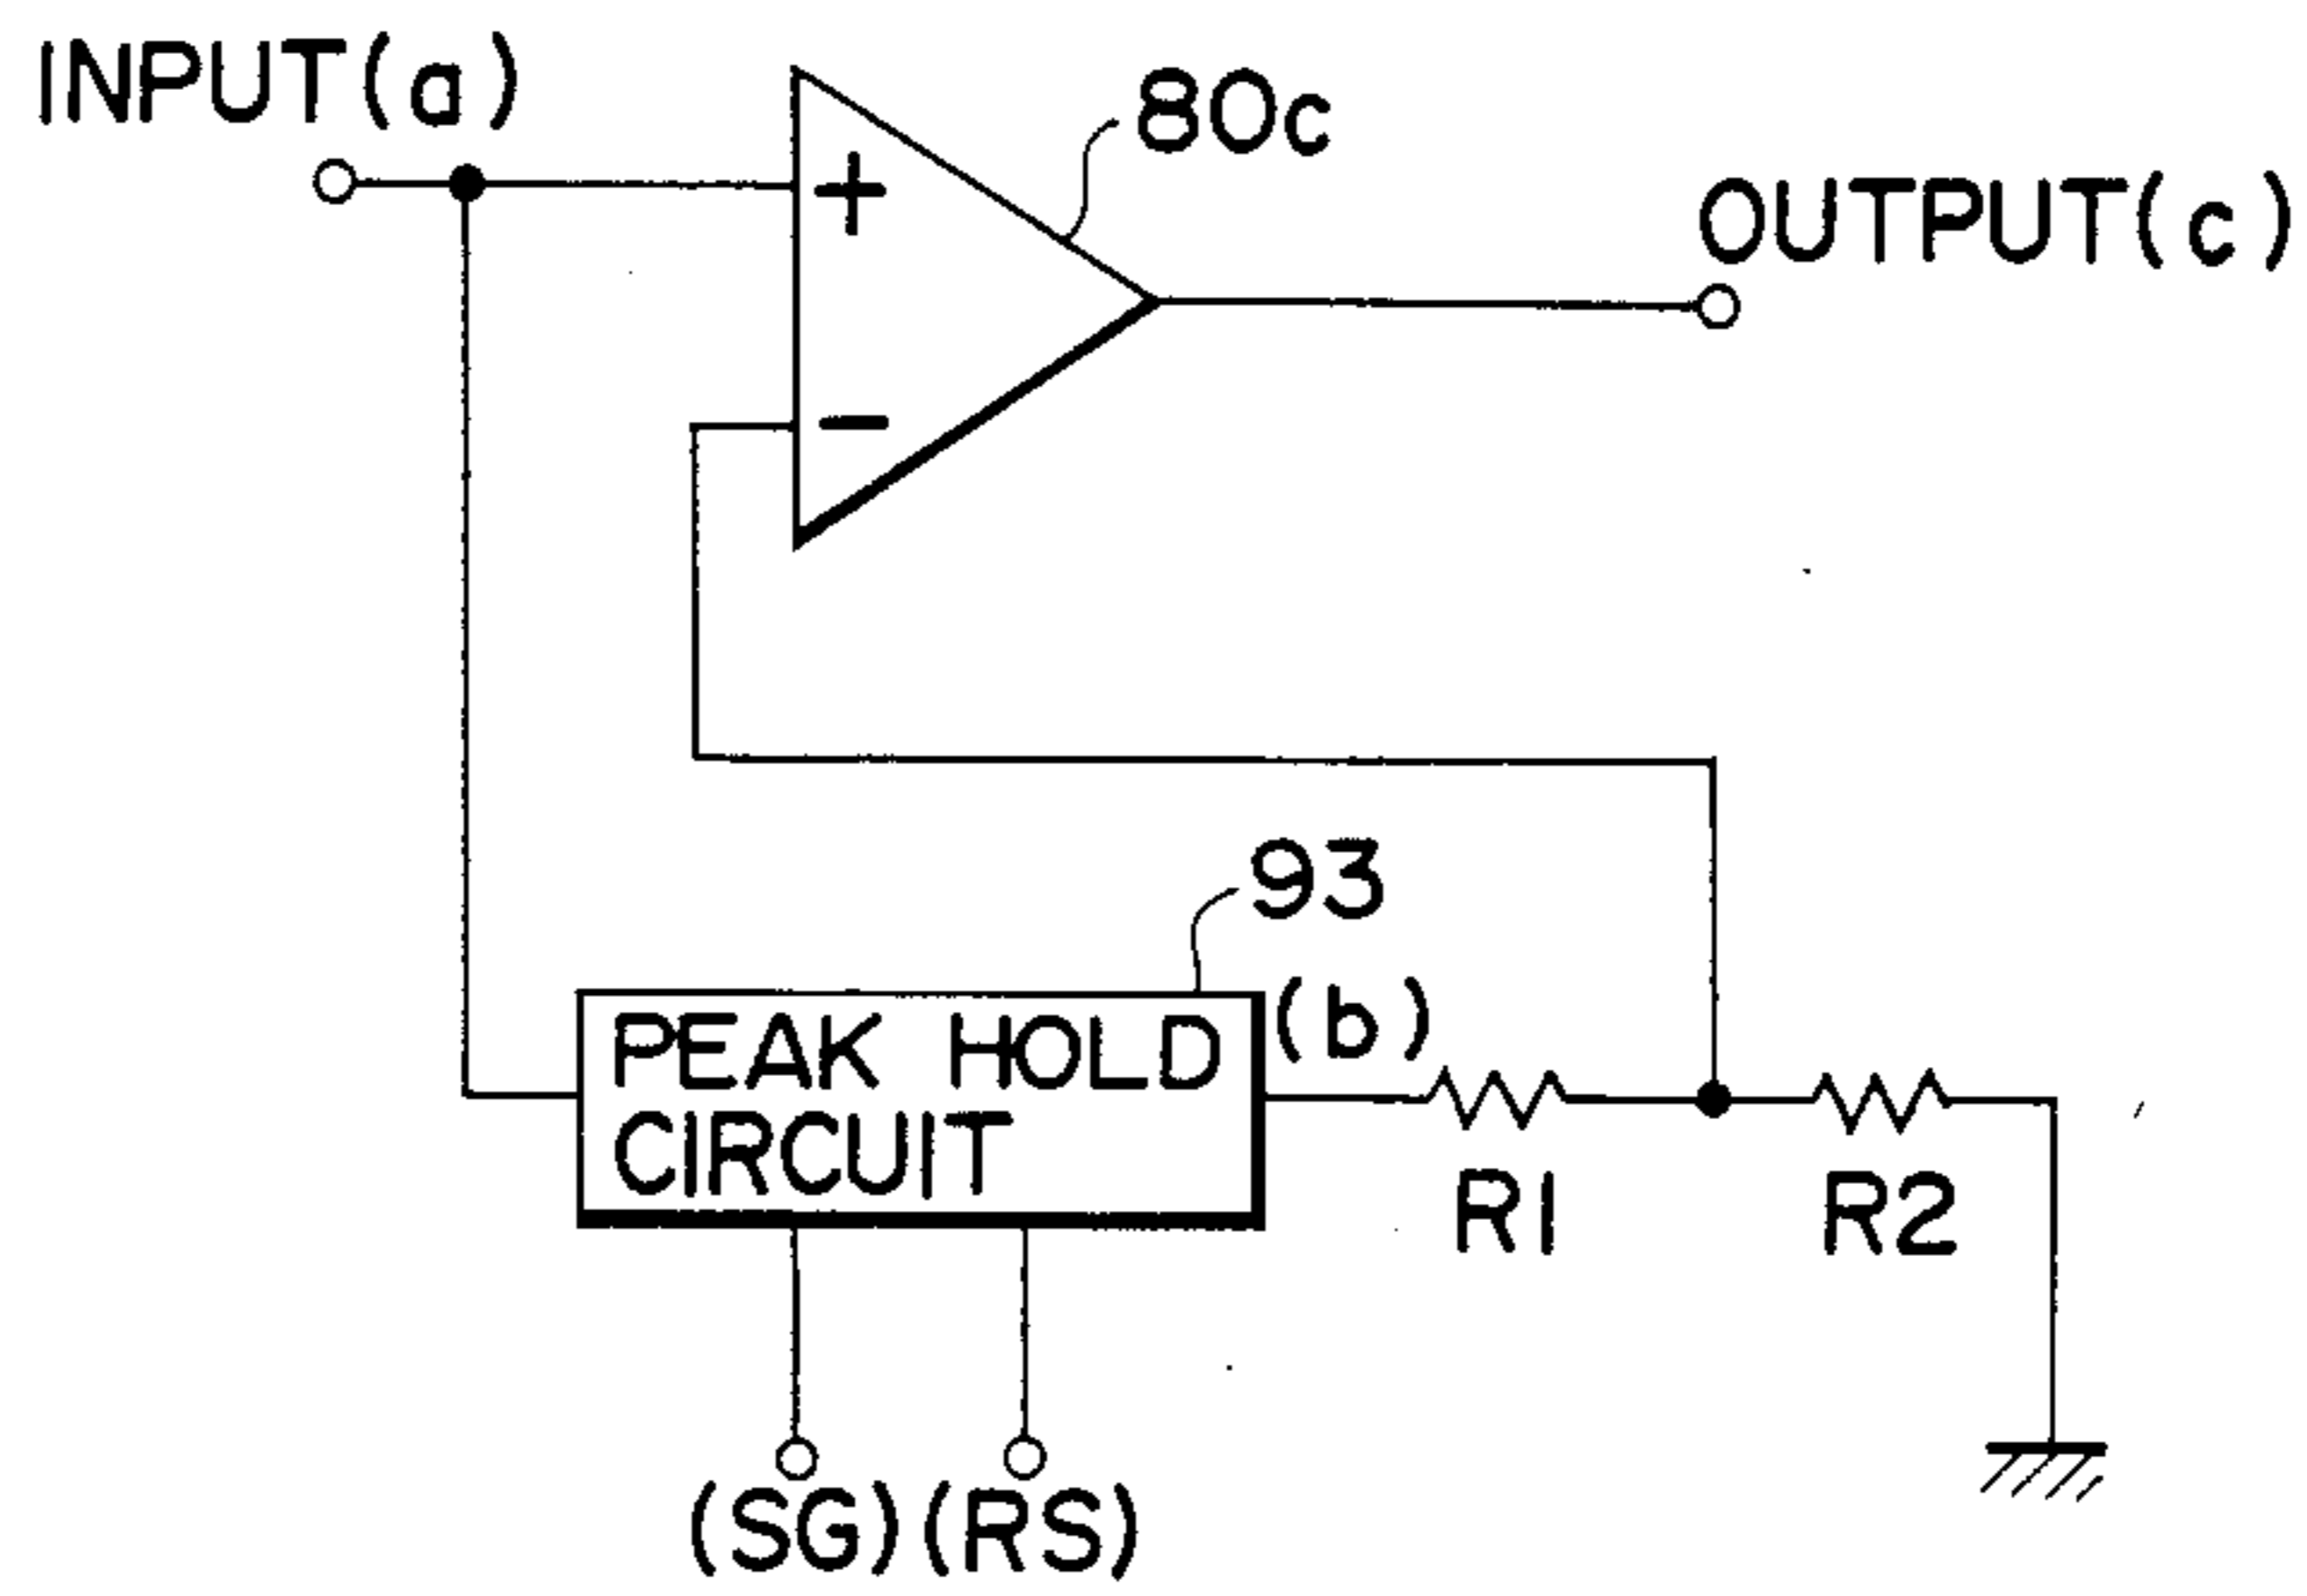 INPUT(a)
80c
OUTPUT(c)
+
−
93
(b)
PEAK HOLD
CIRCUIT
R1
R2
(SG)(RS)